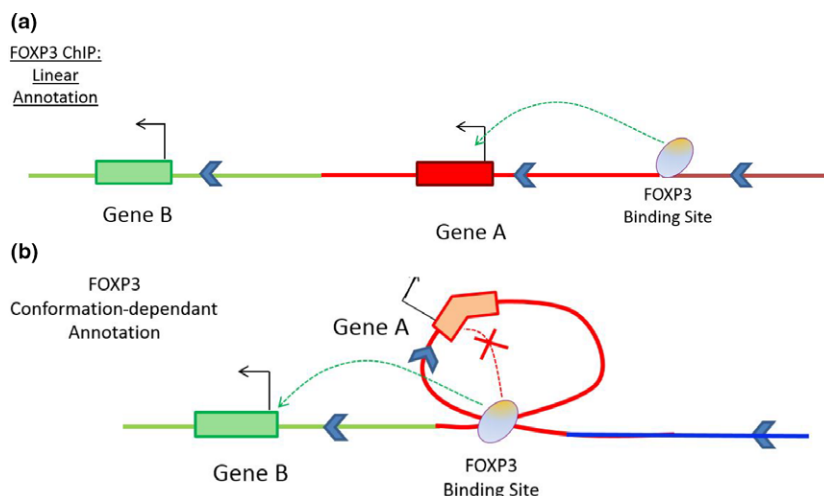 (a)
FOXP3 ChIP:
Linear
Annotation
Gene B
Gene A
FOXP3
Binding Site
(b)
FOXP3
Conformation-dependant
Annotation
Gene A
Gene B
FOXP3
Binding Site